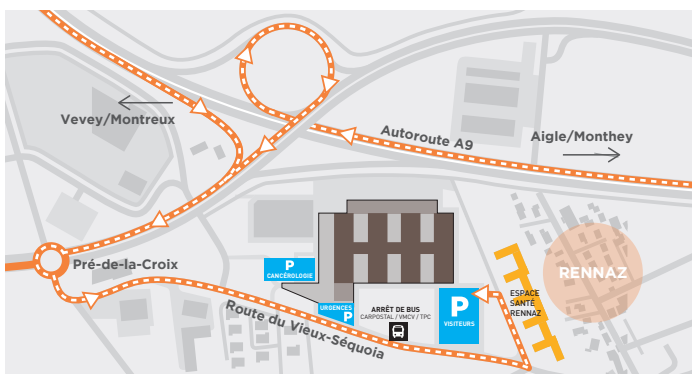 Vevey/Montreux
Autoroute A9
Aigle/Monthey
Pré-de-la-Croix
P
CANCÉROLOGIE
RENNAZ
ESPACE
SANTÉ
RENNAZ
URGENCES
P
ARRÊT DE BUS
CARPOSTAL / VMCV / TPC
P
VISITEURS
Route du Vieux-Séquoia